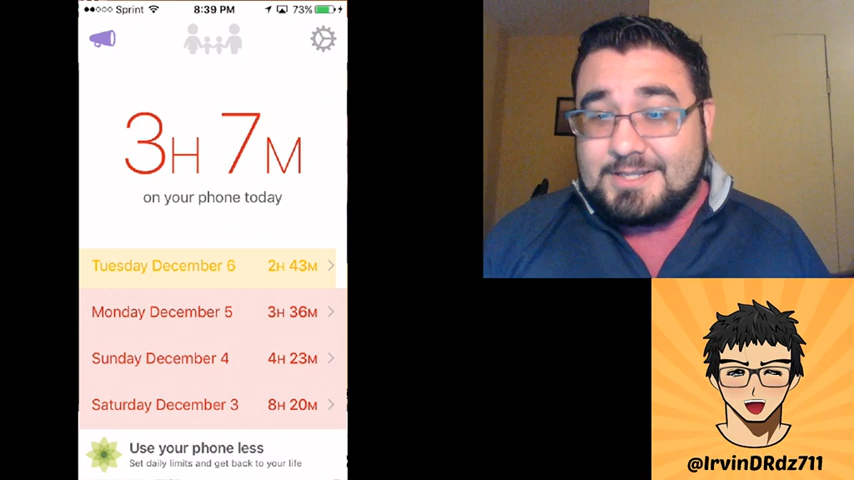 Sprint 8:39 PM 73%
3H 7M
on your phone today
Tuesday December 6 2H 43M
Monday December 5 3H 36M
Sunday December 4 4H 23M
Saturday December 3 8H 20M
Use your phone less
Set daily limits and get back to your life
@IrvinDRdz711